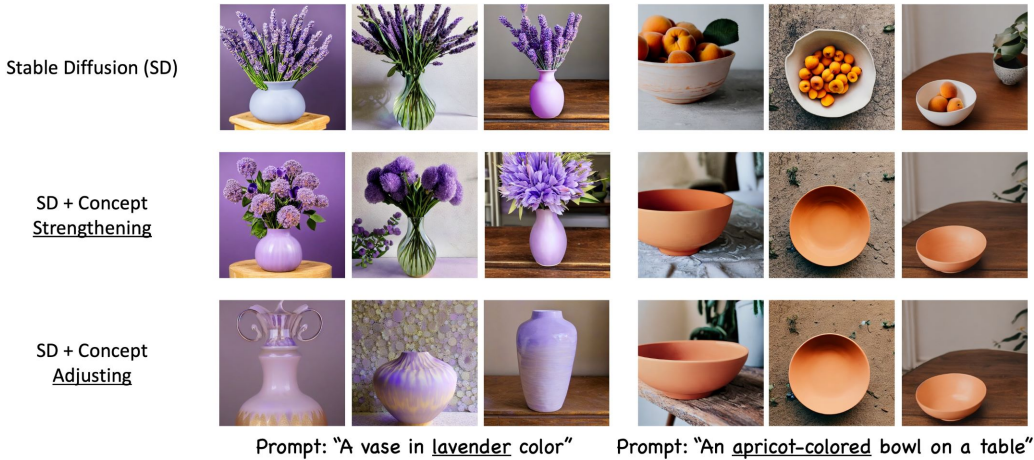 Stable Diffusion (SD)
SD + Concept
Strengthening
SD + Concept
Adjusting
Prompt: “A vase in lavender color”
Prompt: “An apricot-colored bowl on a table”